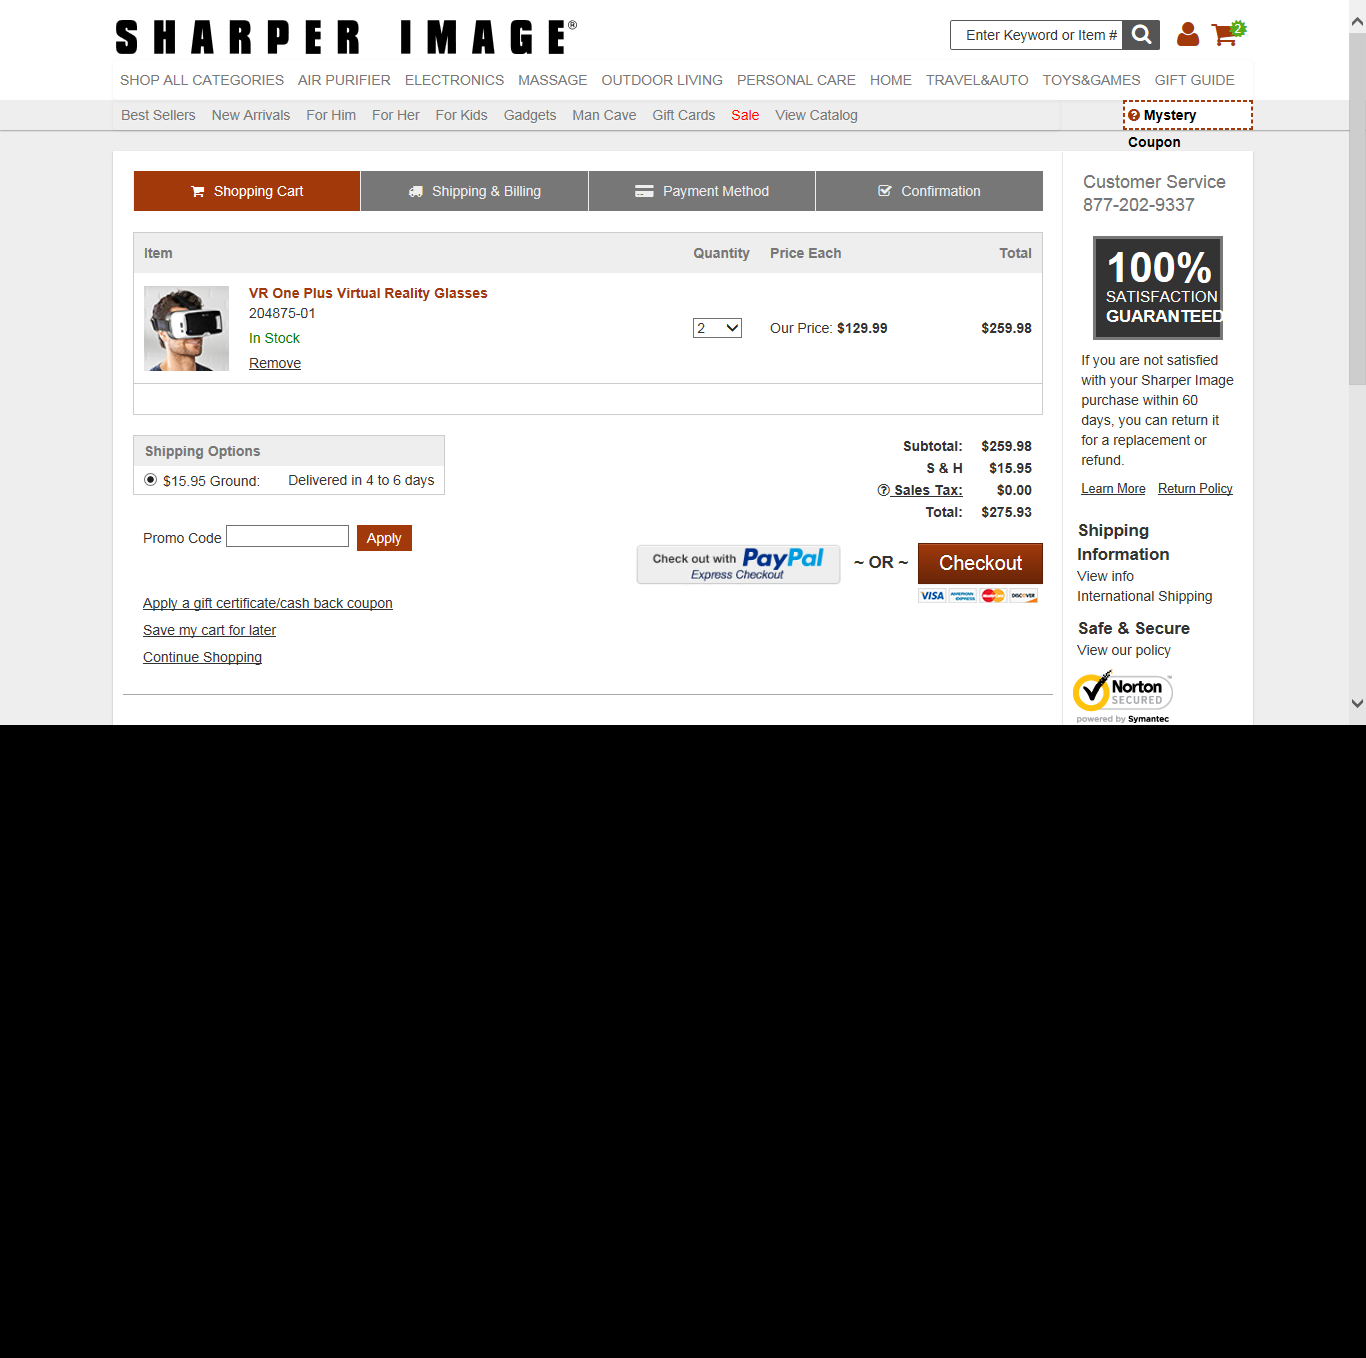 SHARPER IMAGE®
Enter Keyword or Item #
2
SHOP ALL CATEGORIES AIR PURIFIER ELECTRONICS MASSAGE OUTDOOR LIVING PERSONAL CARE HOME TRAVEL&AUTO TOYS&GAMES GIFT GUIDE
Best Sellers New Arrivals For Him For Her For Kids Gadgets Man Cave Gift Cards Sale View Catalog
Mystery
Coupon
Shopping Cart Shipping & Billing Payment Method Confirmation
Item Quantity Price Each Total
VR One Plus Virtual Reality Glasses
204875-01
In Stock
Remove
2 Our Price: $129.99 $259.98
Shipping Options
$15.95 Ground: Delivered in 4 to 6 days
Promo Code Apply
Apply a gift certificate/cash back coupon
Save my cart for later
Continue Shopping
Subtotal: $259.98
S & H $15.95
Sales Tax: $0.00
Total: $275.93
Check out with PayPal
Express Checkout
~ OR ~
Checkout
VISA AMERICAN EXPRESS MasterCard DISCOVER
Customer Service
877-202-9337
100%
SATISFACTION
GUARANTEED
If you are not satisfied
with your Sharper Image
purchase within 60
days, you can return it
for a replacement or
refund.
Learn More Return Policy
Shipping
Information
View info
International Shipping
Safe & Secure
View our policy
Norton
SECURED
powered by Symantec